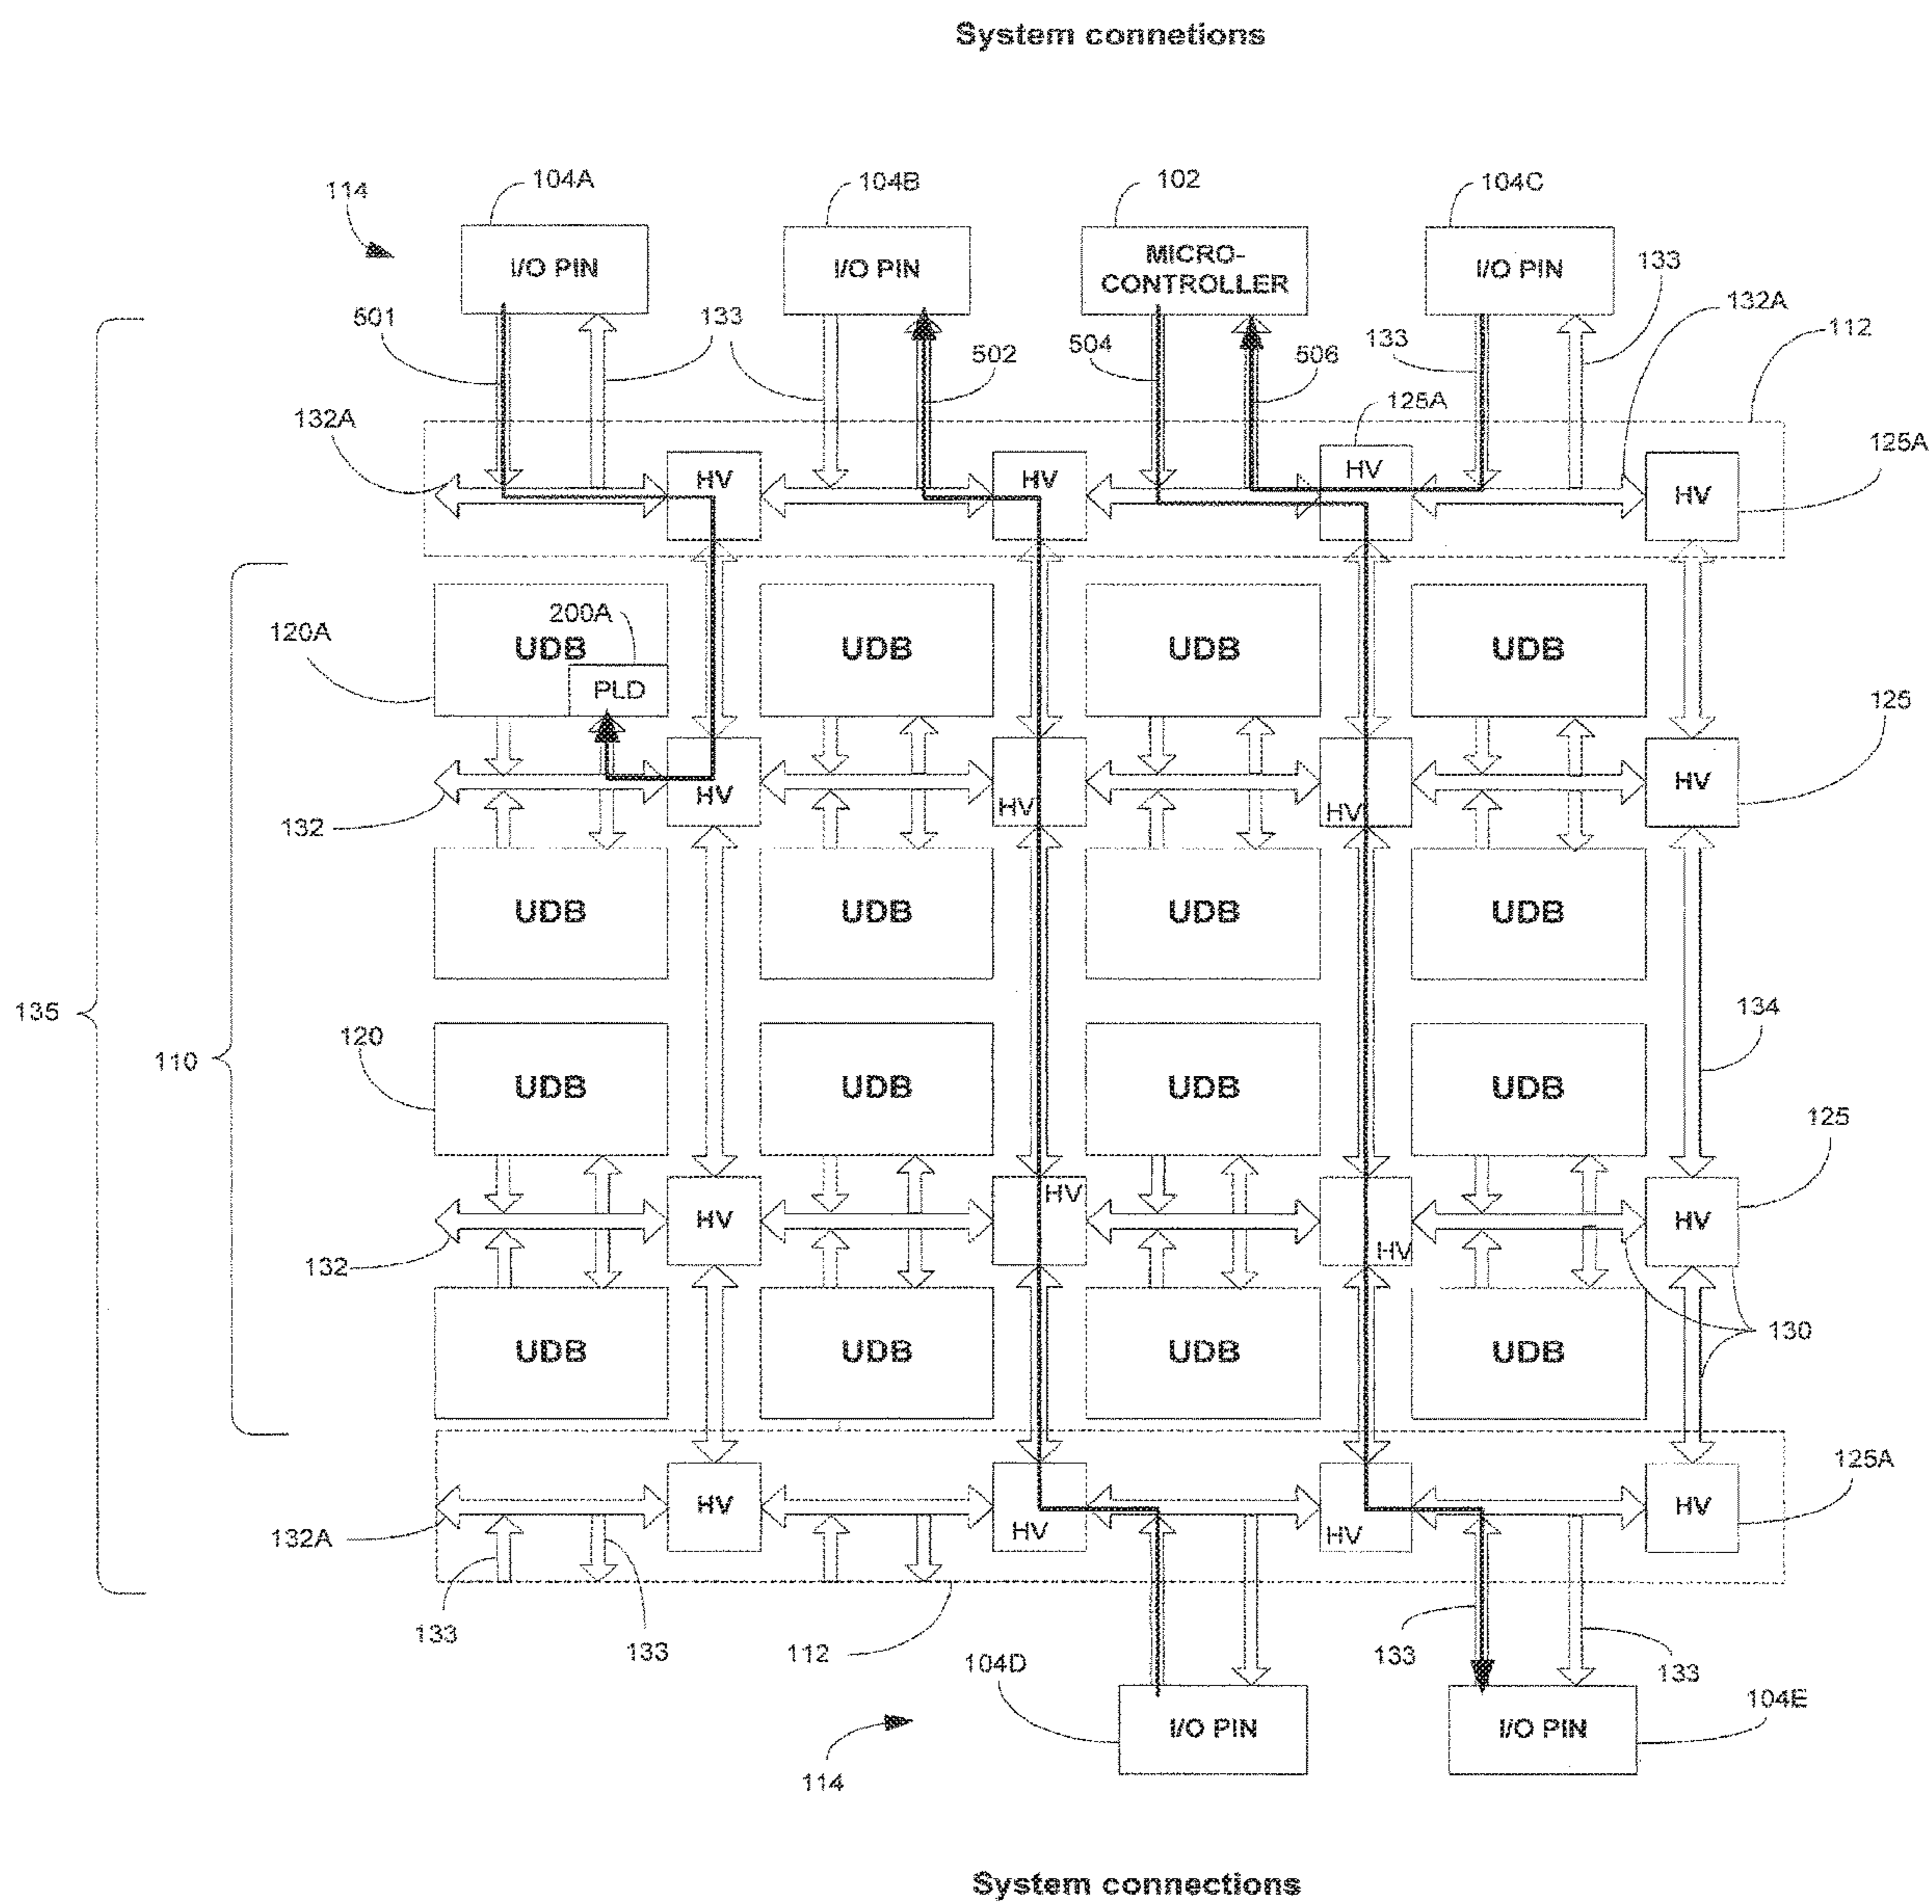 System connetions
114
104A
104B
102
104C
I/O PIN
I/O PIN
MICRO-
CONTROLLER
I/O PIN
133
132A
112
501
133
502
504
506
133
125A
132A
125A
HV
HV
HV
HV
120A
UDB
200A
PLD
UDB
UDB
UDB
125
132
HV
HV
HV
HV
UDB
UDB
UDB
UDB
135
110
134
120
UDB
UDB
UDB
UDB
125
132
HV
HV
HV
HV
130
UDB
UDB
UDB
UDB
125A
132A
HV
HV
HV
HV
133
133
112
104D
133
133
104E
114
I/O PIN
I/O PIN
System connections